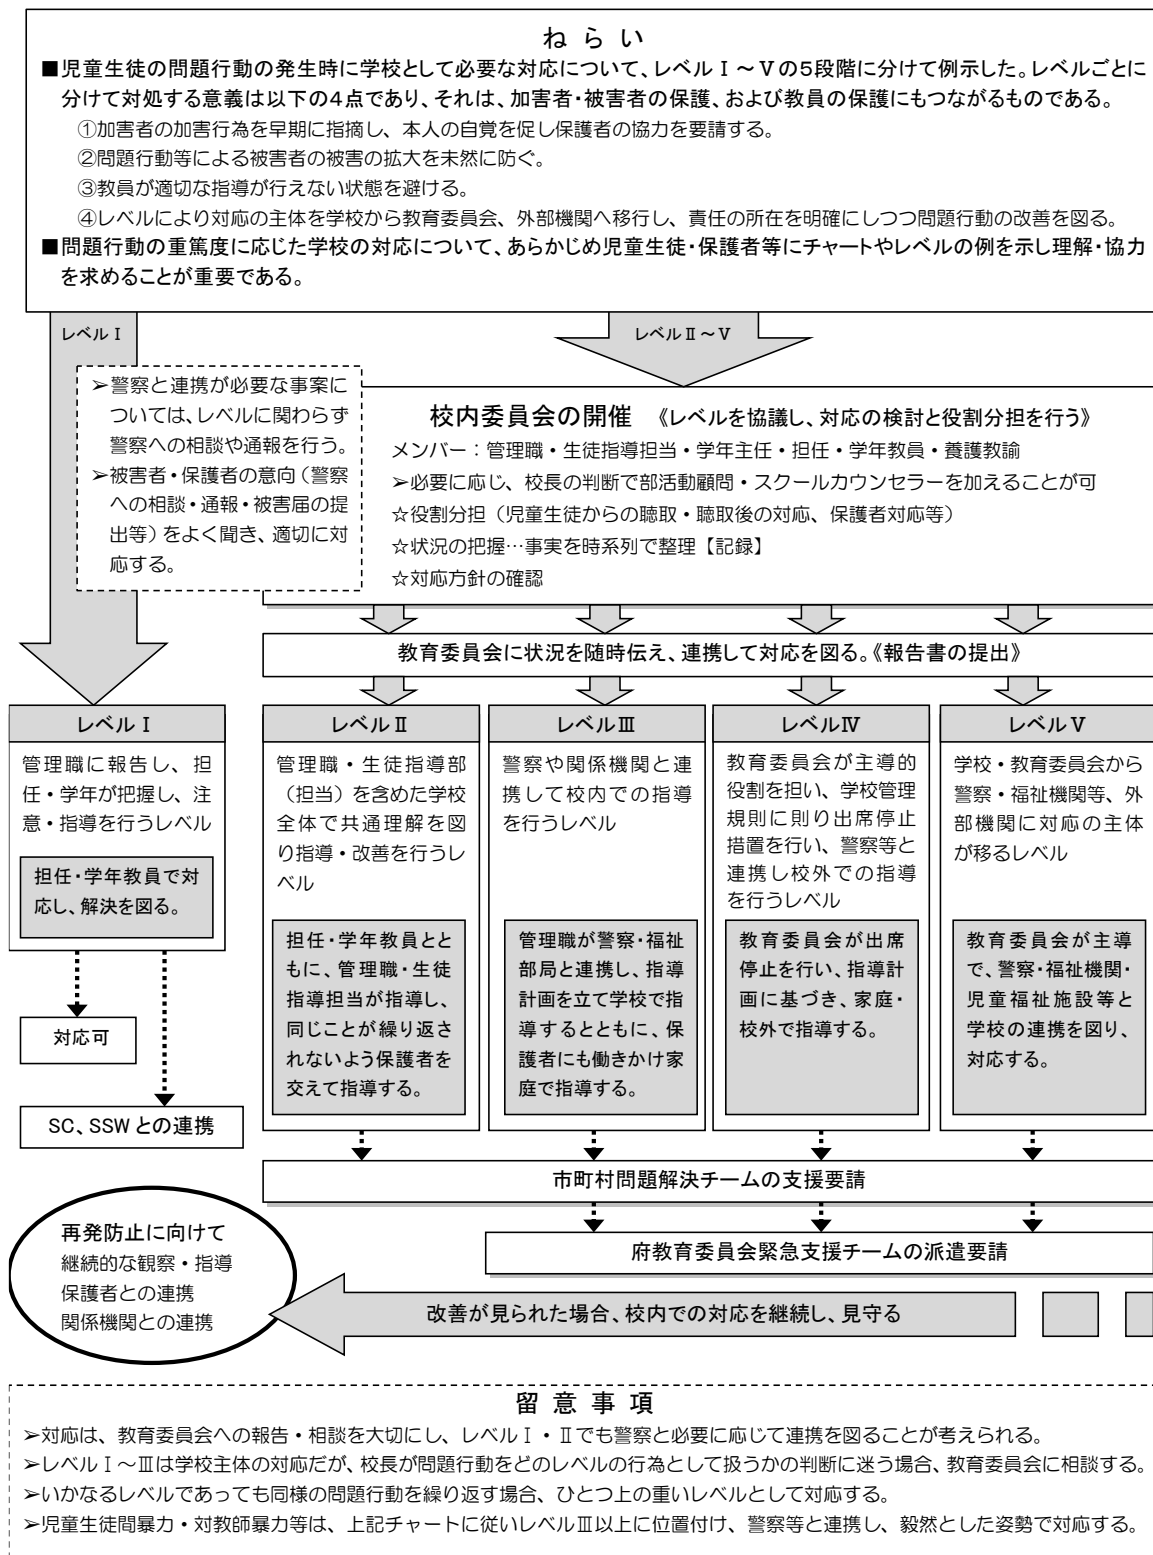 ねらい
■児童生徒の問題行動の発生時に学校として必要な対応について、レベルⅠ～Ⅴの5段階に分けて例示した。レベルごとに
分けて対処する意義は以下の4点であり、それは、加害者・被害者の保護、および教員の保護にもつながるものである。
①加害者の加害行為を早期に指摘し、本人の自覚を促し保護者の協力を要請する。
②問題行動等による被害者の被害の拡大を未然に防ぐ。
③教員が適切な指導が行えない状態を避ける。
④レベルにより対応の主体を学校から教育委員会、外部機関へ移行し、責任の所在を明確にしつつ問題行動の改善を図る。
■問題行動の重篤度に応じた学校の対応について、あらかじめ児童生徒・保護者等にチャートやレベルの例を示し理解・協力
を求めることが重要である。
レベルⅠ
レベルⅡ～Ⅴ
➢警察と連携が必要な事案に
ついては、レベルに関わらず
警察への相談や通報を行う。
➢被害者・保護者の意向（警察
への相談・通報・被害届の提
出等）をよく聞き、適切に対
応する。
校内委員会の開催 《レベルを協議し、対応の検討と役割分担を行う》
メンバー：管理職・生徒指導担当・学年主任・担任・学年教員・養護教諭
➢必要に応じ、校長の判断で部活動顧問・スクールカウンセラーを加えることが可
☆役割分担（児童生徒からの聴取・聴取後の対応、保護者対応等）
☆状況の把握…事実を時系列で整理【記録】
☆対応方針の確認
教育委員会に状況を随時伝え、連携して対応を図る。《報告書の提出》
レベルⅠ
管理職に報告し、担
任・学年が把握し、注
意・指導を行うレベル
担任・学年教員で対
応し、解決を図る。
対応可
SC、SSWとの連携
レベルⅡ
管理職・生徒指導部
（担当）を含めた学校
全体で共通理解を図
り指導・改善を行うレ
ベル
担任・学年教員とと
もに、管理職・生徒
指導担当が指導し、
同じことが繰り返さ
れないよう保護者を
交えて指導する。
レベルⅢ
警察や関係機関と連
携して校内での指導
を行うレベル
管理職が警察・福祉
部局と連携し、指導
計画を立て学校で指
導するとともに、保
護者にも働きかけ家
庭で指導する。
レベルⅣ
教育委員会が主導的
役割を担い、学校管理
規則に則り出席停止
措置を行い、警察等と
連携し校外での指導
を行うレベル
教育委員会が出席
停止を行い、指導計
画に基づき、家庭・
校外で指導する。
レベルⅤ
学校・教育委員会から
警察・福祉機関等、外
部機関に対応の主体
が移るレベル
教育委員会が主導
で、警察・福祉機関・
児童福祉施設等と
学校の連携を図り、
対応する。
市町村問題解決チームの支援要請
府教育委員会緊急支援チームの派遣要請
再発防止に向けて
継続的な観察・指導
保護者との連携
関係機関との連携
改善が見られた場合、校内での対応を継続し、見守る
留意事項
➢対応は、教育委員会への報告・相談を大切にし、レベルⅠ・Ⅱでも警察と必要に応じて連携を図ることが考えられる。
➢レベルⅠ～Ⅲは学校主体の対応だが、校長が問題行動をどのレベルの行為として扱うかの判断に迷う場合、教育委員会に相談する。
➢いかなるレベルであっても同様の問題行動を繰り返す場合、ひとつ上の重いレベルとして対応する。
➢児童生徒間暴力・対教師暴力等は、上記チャートに従いレベルⅢ以上に位置付け、警察等と連携し、毅然とした姿勢で対応する。